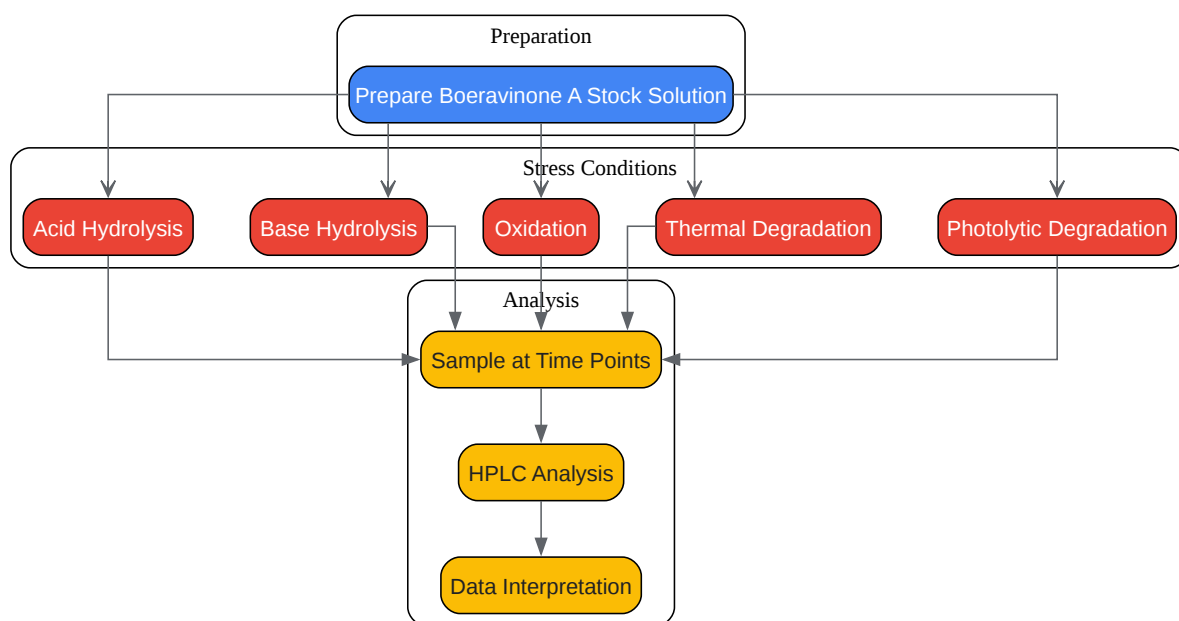 Preparation
Prepare Boeravinone A Stock Solution
Stress Conditions
Acid Hydrolysis
Base Hydrolysis
Oxidation
Thermal Degradation
Photolytic Degradation
Analysis
Sample at Time Points
HPLC Analysis
Data Interpretation